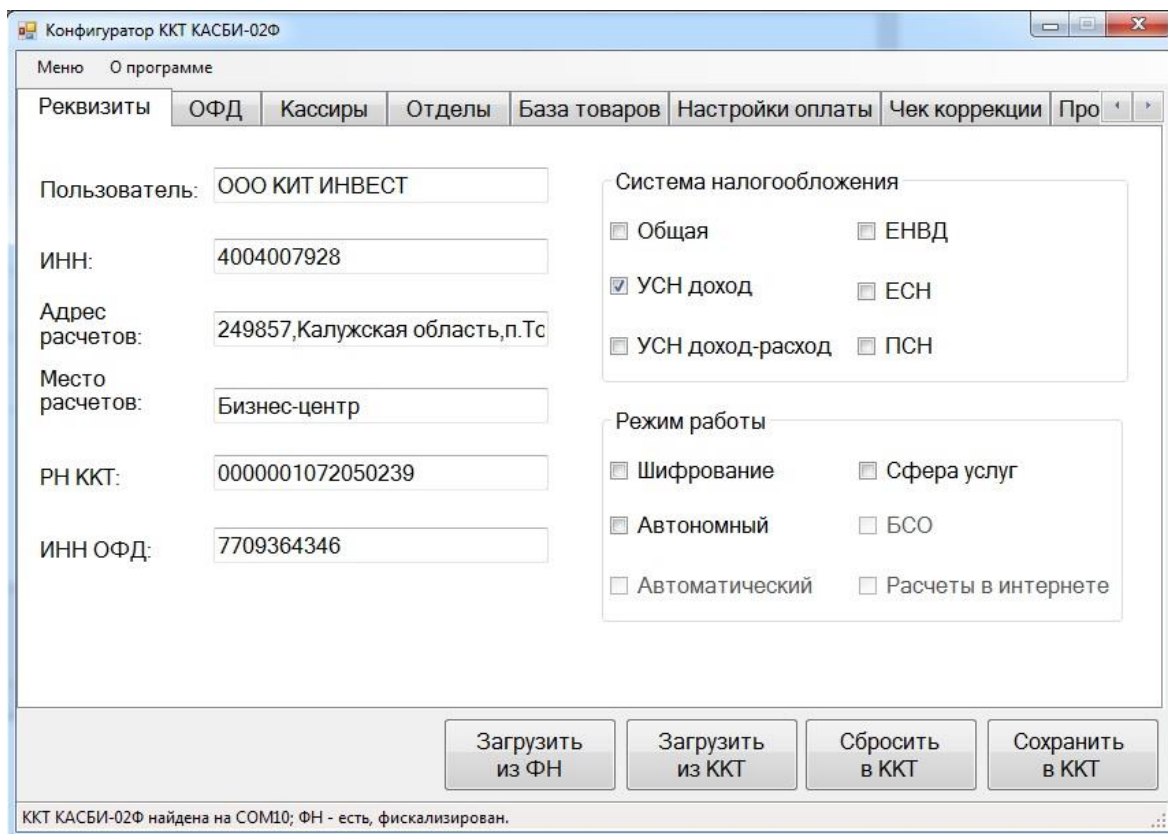 Конфигуратор ККТ КАСБИ-02Ф
Меню О программе
Реквизиты ОФД Кассиры Отделы База товаров Настройки оплаты Чек коррекции Про
Пользователь: ООО КИТ ИНВЕСТ
ИНН: 4004007928
Адрес
расчетов: 249857,Калужская область,п.То
Место
расчетов: Бизнес-центр
РН ККТ: 0000001072050239
ИНН ОФД: 7709364346
Система налогообложения
Общая ЕНВД
УСН доход ЕСН
УСН доход-расход ПСН
Режим работы
Шифрование Сфера услуг
Автономный БСО
Автоматический Расчеты в интернете
Загрузить
из ФН
Загрузить
из ККТ
Сбросить
в ККТ
Сохранить
в ККТ
ККТ КАСБИ-02Ф найдена на COM10; ФН - есть, фискализирован.